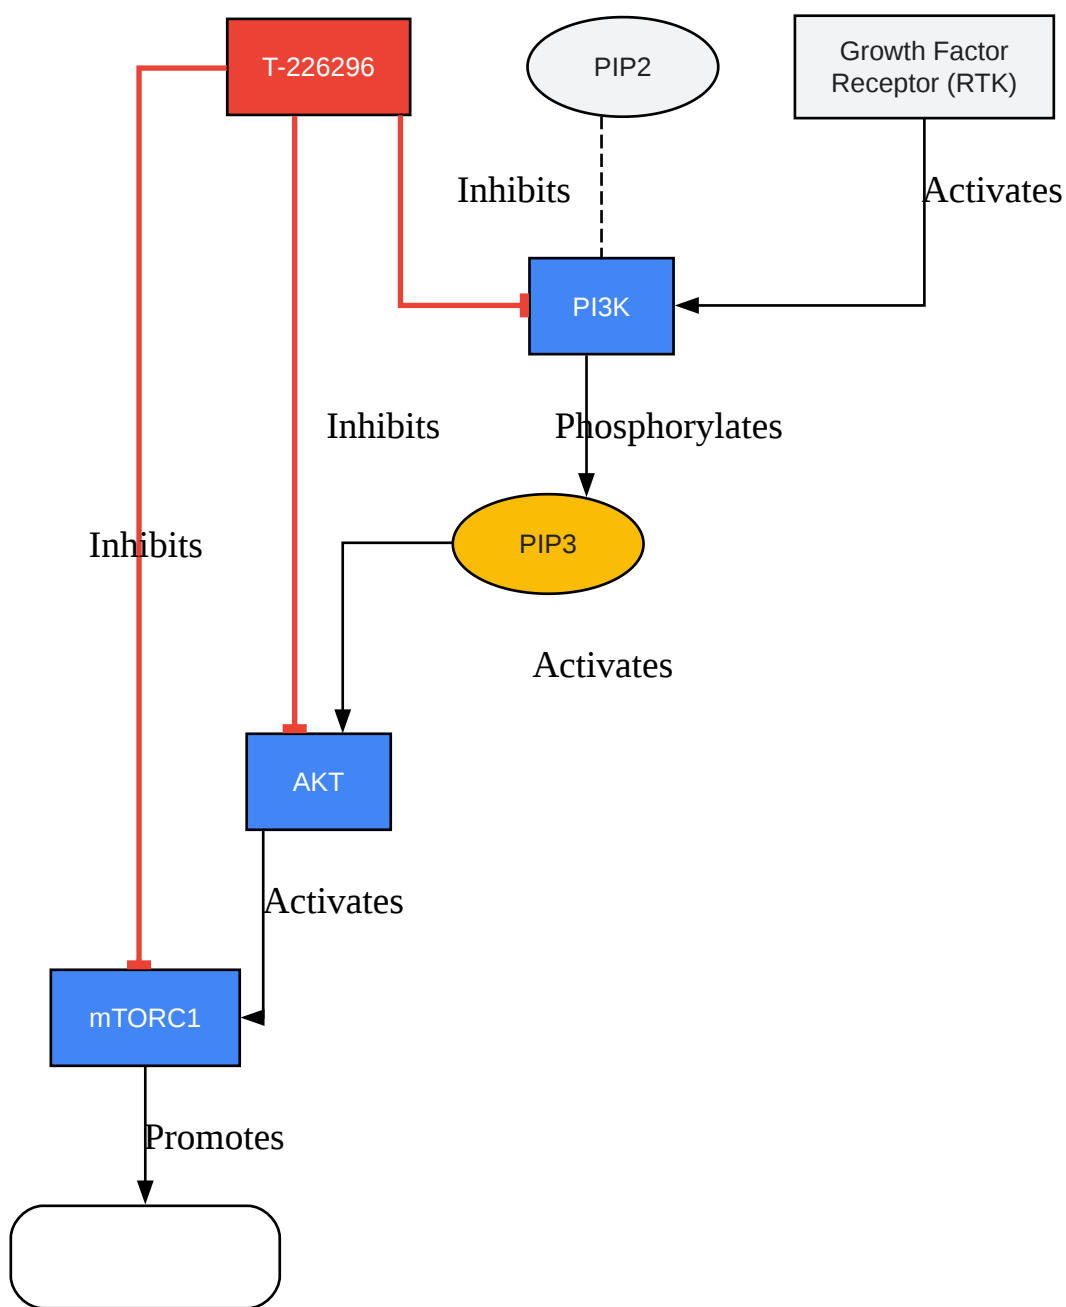 T-226296
PIP2
Growth Factor
Receptor (RTK)
Inhibits
Activates
PI3K
Inhibits
Phosphorylates
Inhibits
PIP3
Activates
AKT
Activates
mTORC1
Promotes